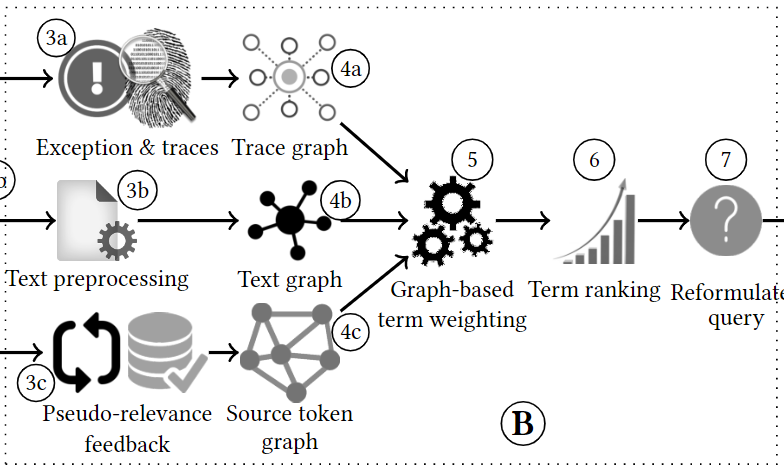 3a
4a
Exception & traces
Trace graph
3b
4b
5
6
7
Text preprocessing
Text graph
Graph-based
term weighting
Term ranking
Reformulate
query
3c
4c
Pseudo-relevance
feedback
Source token
graph
B